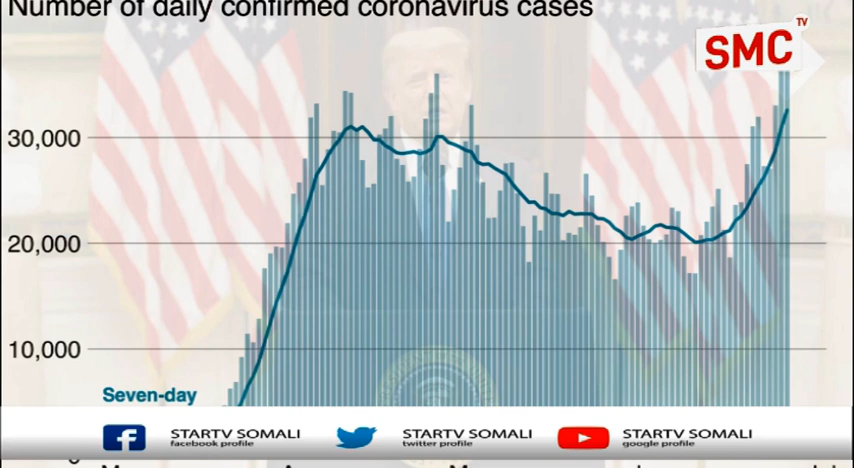 Number of daily confirmed coronavirus cases
SMC TV
30,000
20,000
10,000
Seven-day
STARTV SOMALI
facebook profile
STARTV SOMALI
twitter profile
STARTV SOMALI
google profile